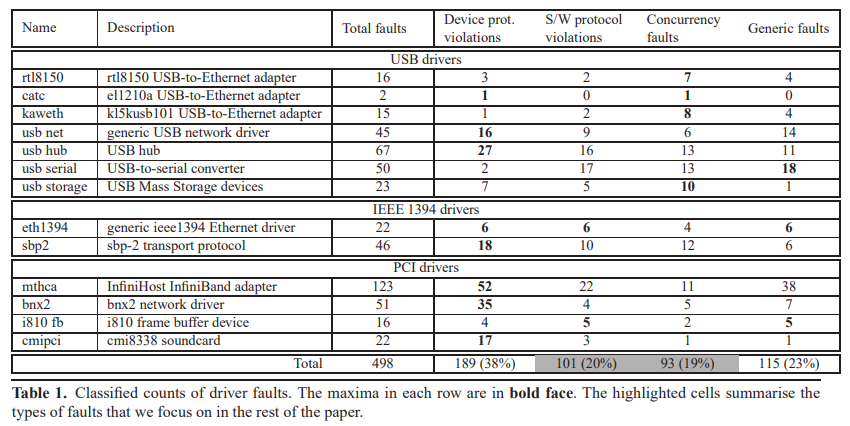 Name Description Total faults Device prot. violations S/W protocol violations Concurrency faults Generic faults
USB drivers
rtl8150 rtl8150 USB-to-Ethernet adapter 16 3 2 7 4
catc el1210a USB-to-Ethernet adapter 2 1 0 1 0
kaweth kl5kusb101 USB-to-Ethernet adapter 15 1 2 8 4
usb net generic USB network driver 45 16 9 6 14
usb hub USB hub 67 27 16 13 11
usb serial USB-to-serial converter 50 2 17 13 18
usb storage USB Mass Storage devices 23 7 5 10 1
IEEE 1394 drivers
eth1394 generic ieee1394 Ethernet driver 22 6 6 4 6
sbp2 sbp-2 transport protocol 46 18 10 12 6
PCI drivers
mthca InfiniHost InfiniBand adapter 123 52 22 11 38
bnx2 bnx2 network driver 51 35 4 5 7
i810 fb i810 frame buffer device 16 4 5 2 5
cmipci cmi8338 soundcard 22 17 3 1 1
Total 498 189 (38%) 101 (20%) 93 (19%) 115 (23%)
Table 1. Classified counts of driver faults. The maxima in each row are in bold face. The highlighted cells summarise the
types of faults that we focus on in the rest of the paper.